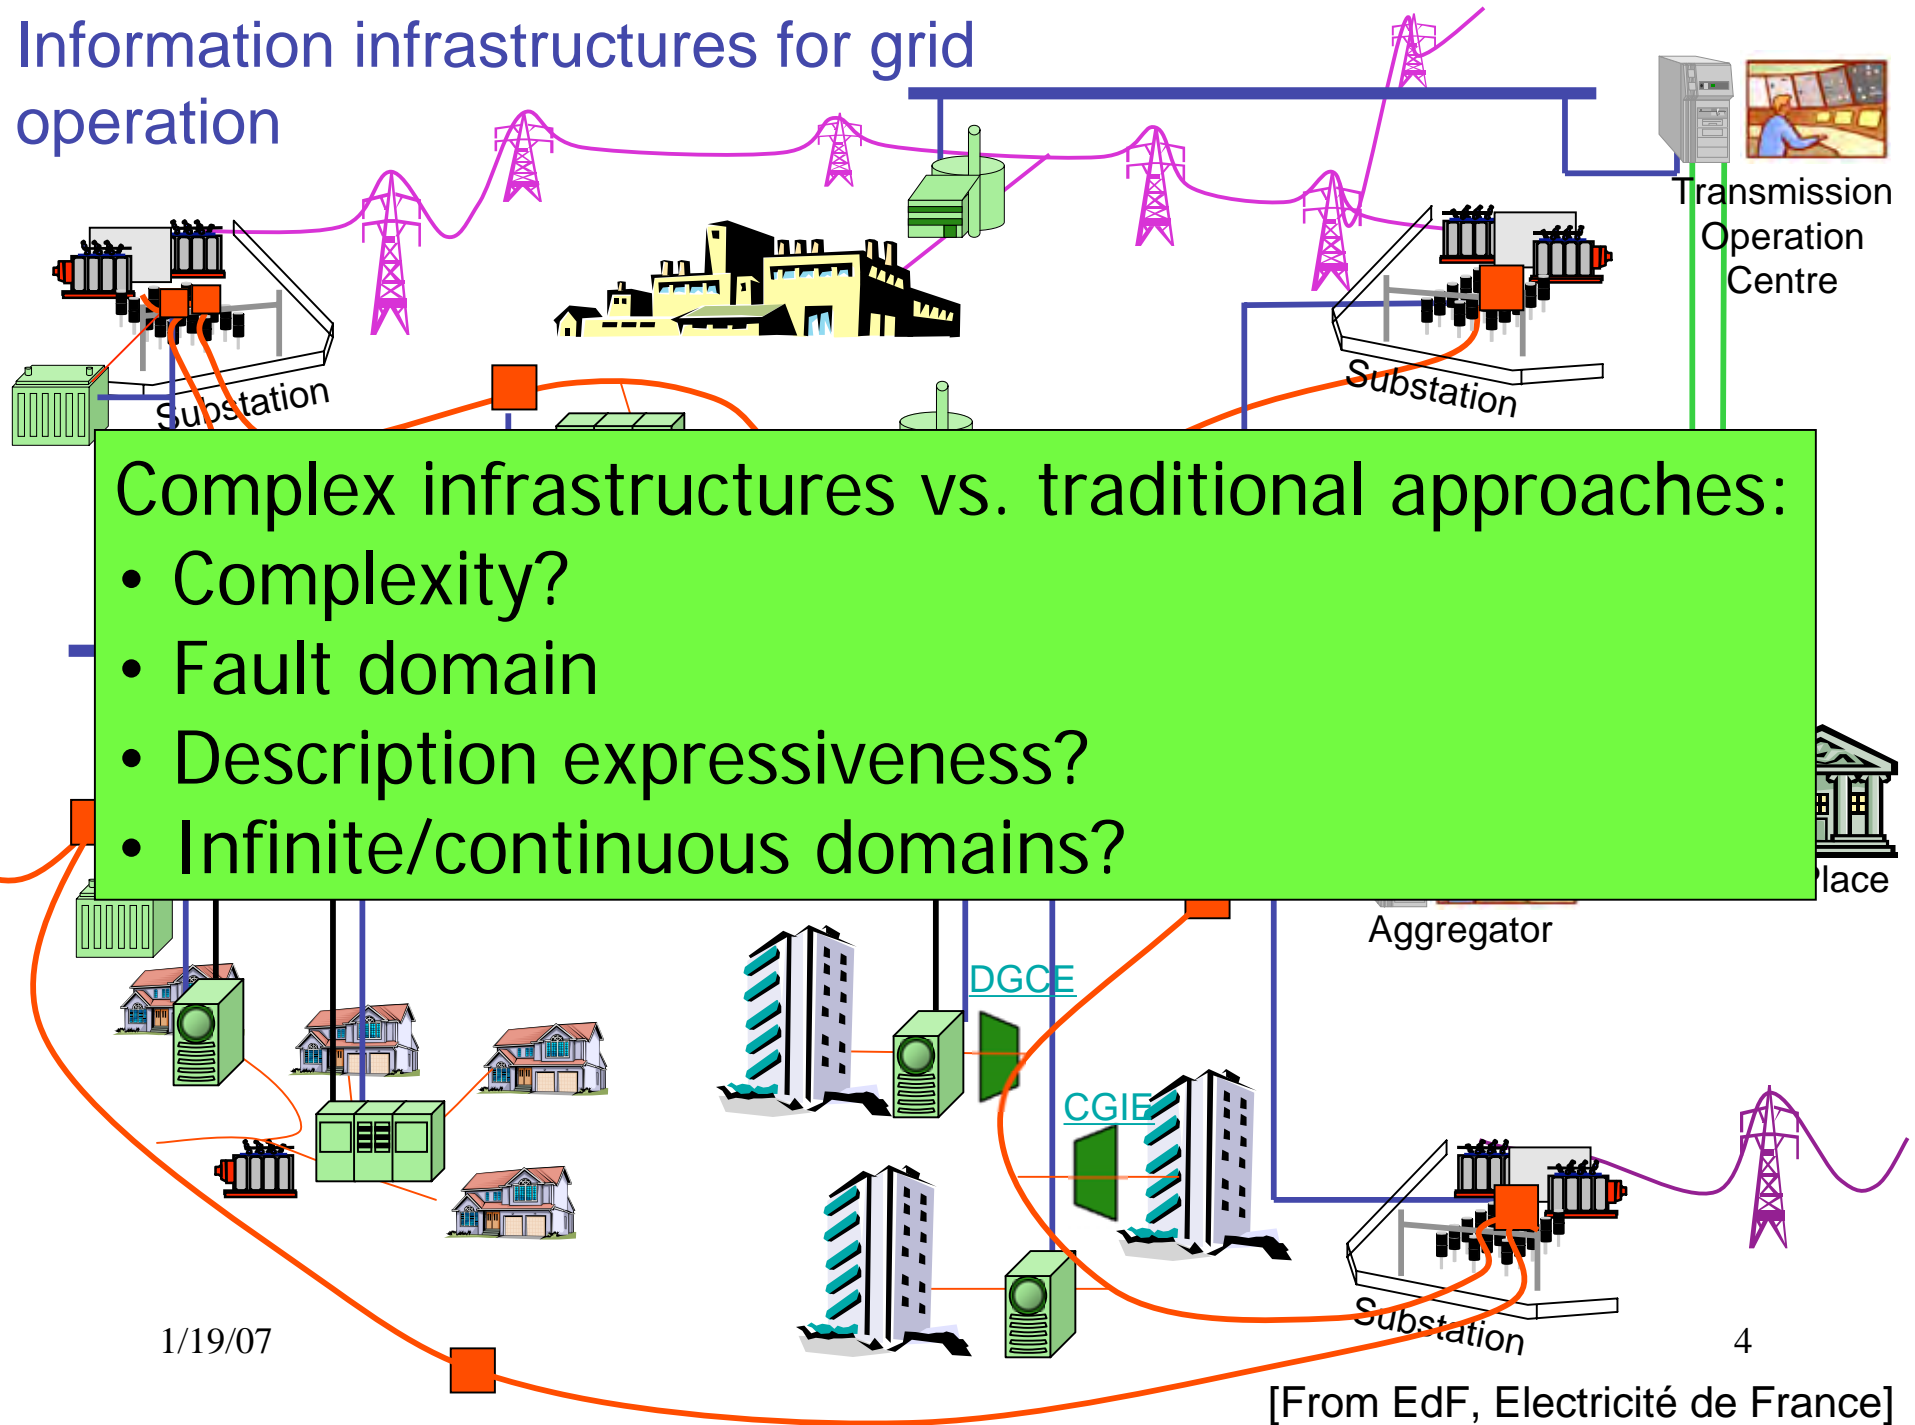 Information infrastructures for grid
operation
Transmission
Operation
Centre
Substation
Substation
Complex infrastructures vs. traditional approaches:
• Complexity?
• Fault domain
• Description expressiveness?
• Infinite/continuous domains?
Place
Aggregator
DGCE
CGIE
Substation
1/19/07
4
[From EdF, Electricité de France]